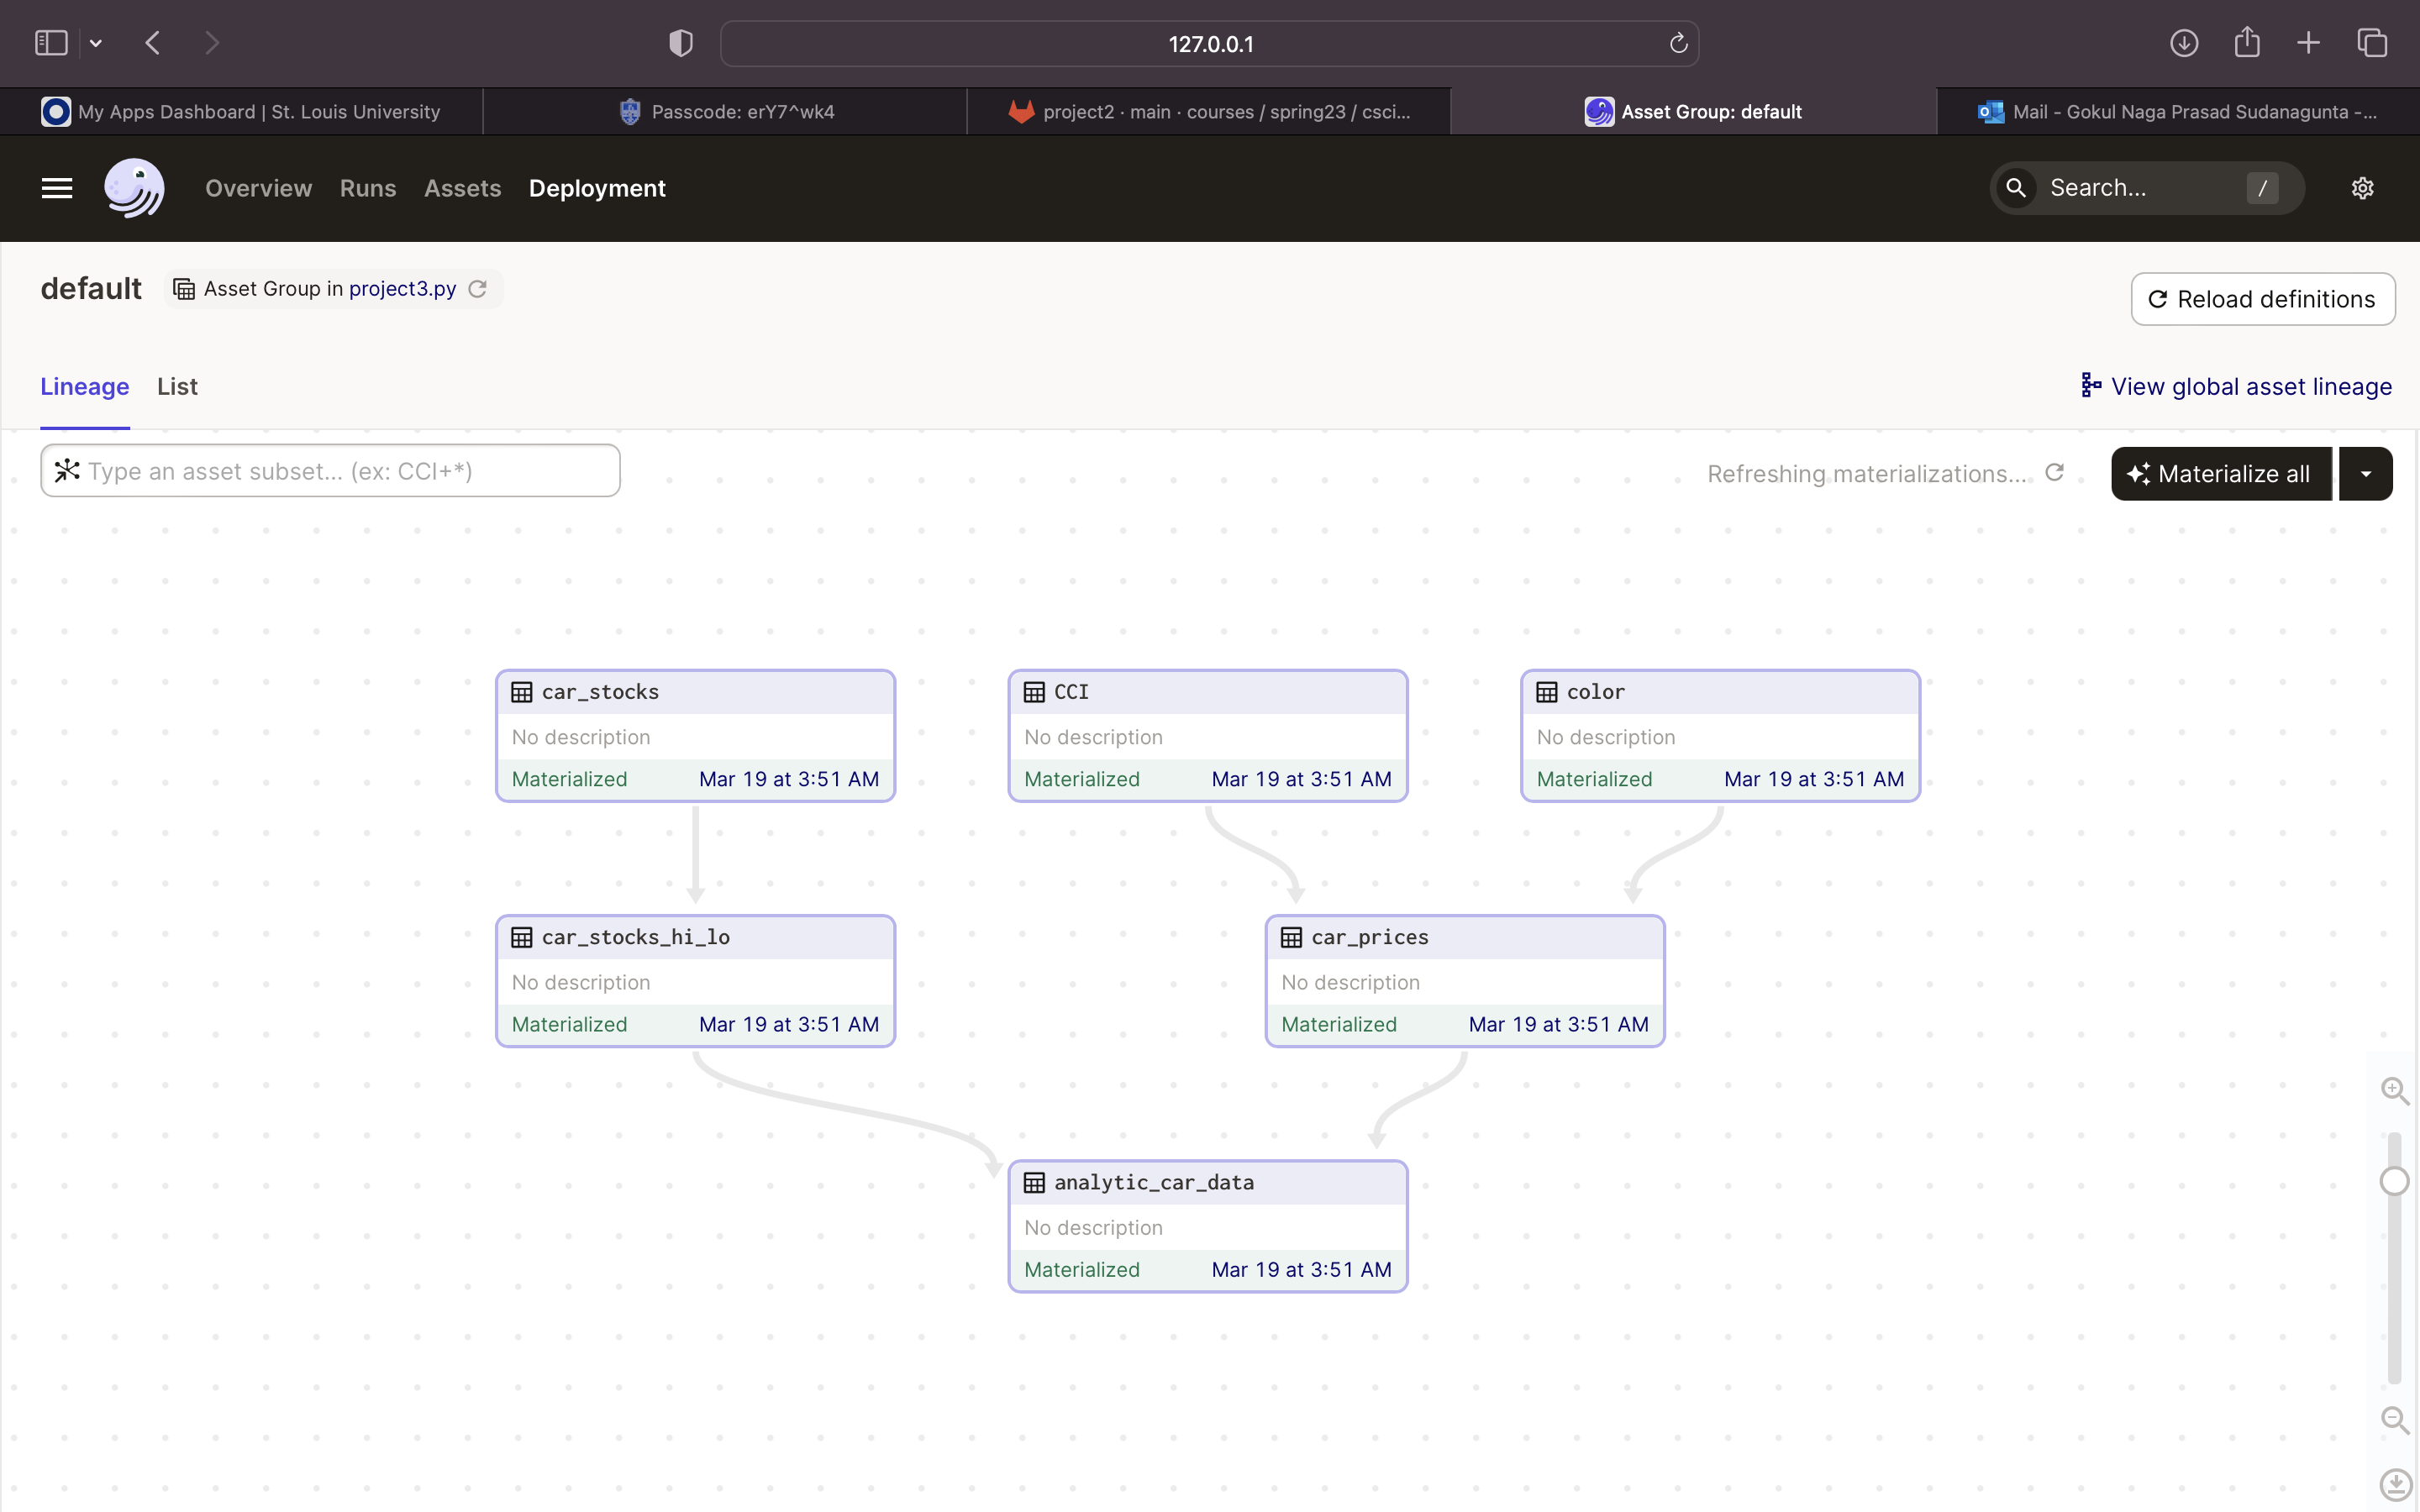 127.0.0.1
My Apps Dashboard | St. Louis University
Passcode: erY7^wk4
project2 · main · courses / spring23 / csci...
Asset Group: default
Mail - Gokul Naga Prasad Sudanagunta -...
Overview Runs Assets Deployment
Search... /
default Asset Group in project3.py
Reload definitions
Lineage List
View global asset lineage
Type an asset subset... (ex: CCI+*)
Refreshing materializations...
Materialize all
car_stocks
No description
Materialized Mar 19 at 3:51 AM
CCI
No description
Materialized Mar 19 at 3:51 AM
color
No description
Materialized Mar 19 at 3:51 AM
car_stocks_hi_lo
No description
Materialized Mar 19 at 3:51 AM
car_prices
No description
Materialized Mar 19 at 3:51 AM
analytic_car_data
No description
Materialized Mar 19 at 3:51 AM